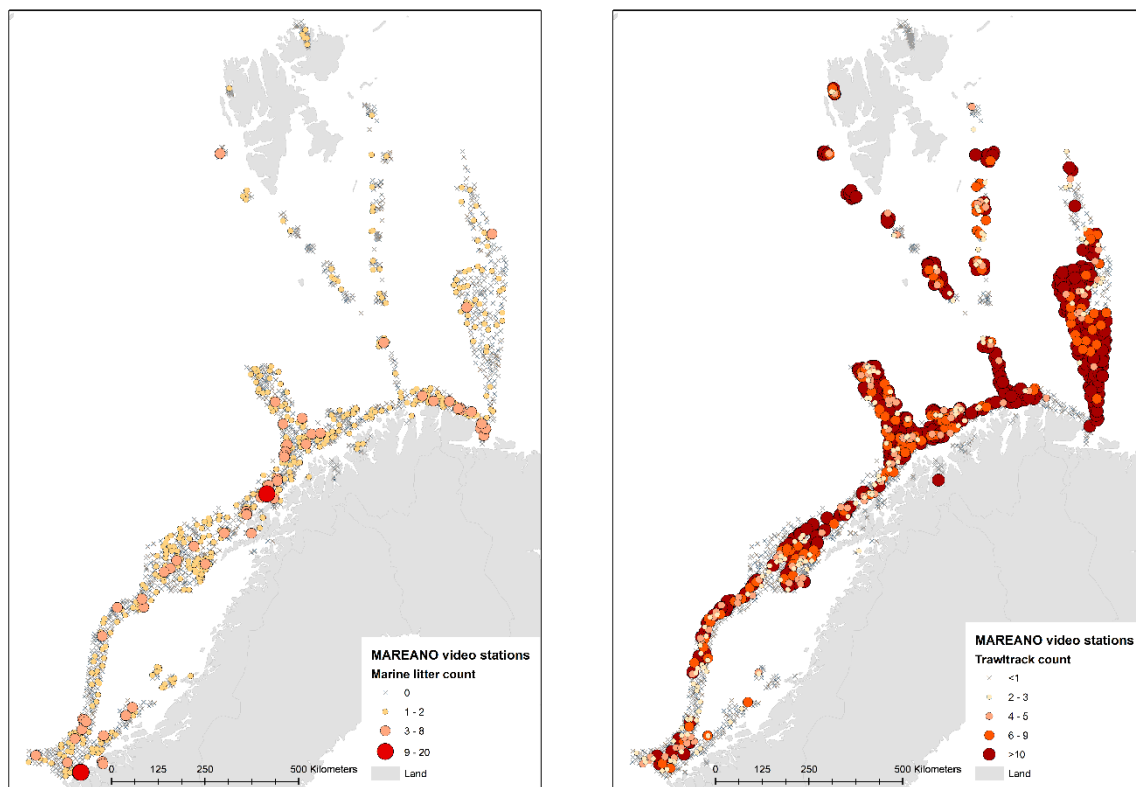 MAREANO video stations
Marine litter count
0
1 - 2
3 - 8
9 - 20
Land
0 125 250 500 Kilometers
MAREANO video stations
Trawltrack count
<1
2 - 3
4 - 5
6 - 9
>10
Land
0 125 250 500 Kilometers